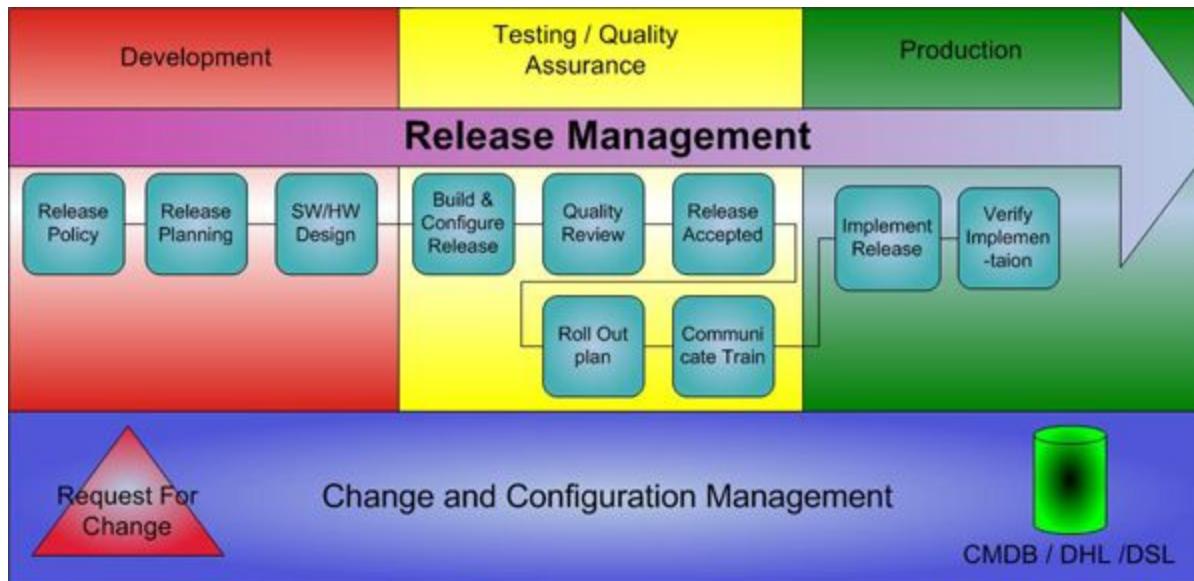 Development
Testing / Quality
Assurance
Production
Release Management
Release
Policy
Release
Planning
SW/HW
Design
Build &
Configure
Release
Quality
Review
Release
Accepted
Implement
Release
Verify
Implemen
-taion
Roll Out
plan
Communi
cate Train
Request For
Change
Change and Configuration Management
CMDB / DHL /DSL